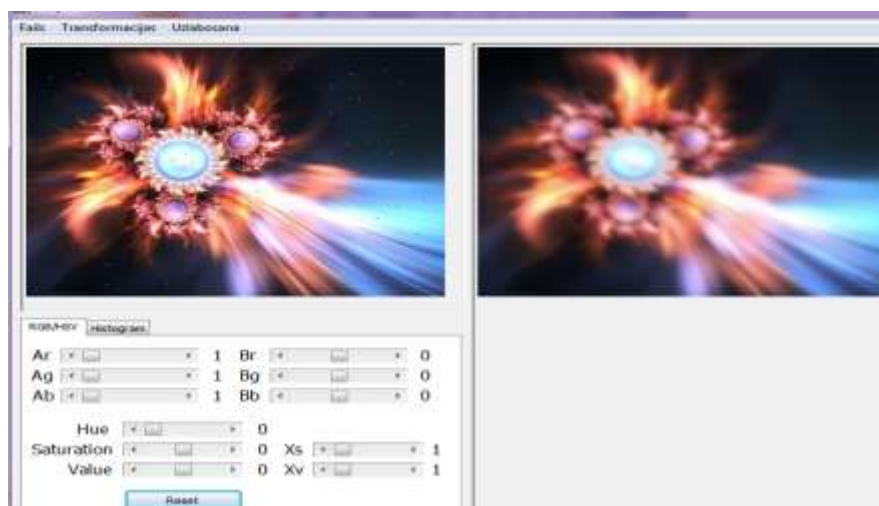 Fails Transformacijas Uzlabosana
RGB/HSV Histogram
Ar 1 Br 0
Ag 1 Bg 0
Ab 1 Bb 0
Hue 0
Saturation 0 Xs 1
Value 0 Xv 1
Reset